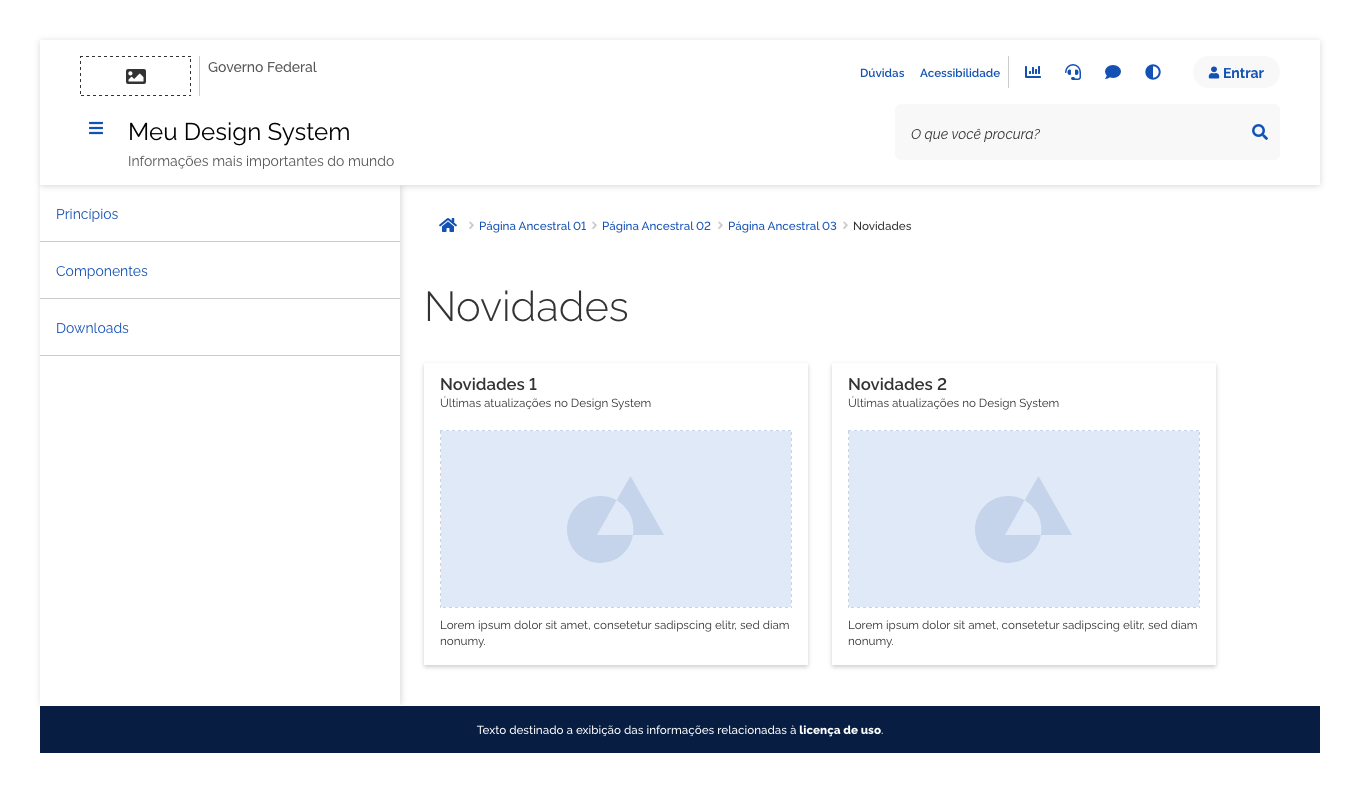 Governo Federal
Dúvidas
Acessibilidade
Entrar
Meu Design System
Informações mais importantes do mundo
O que você procura?
Princípios
Componentes
Downloads
Página Ancestral 01 Página Ancestral 02 Página Ancestral 03 Novidades
Novidades
Novidades 1
Últimas atualizações no Design System
Lorem ipsum dolor sit amet, consetetur sadipscing elitr, sed diam
nonumy.
Novidades 2
Últimas atualizações no Design System
Lorem ipsum dolor sit amet, consetetur sadipscing elitr, sed diam
nonumy.
Texto destinado a exibição das informações relacionadas à licença de uso.